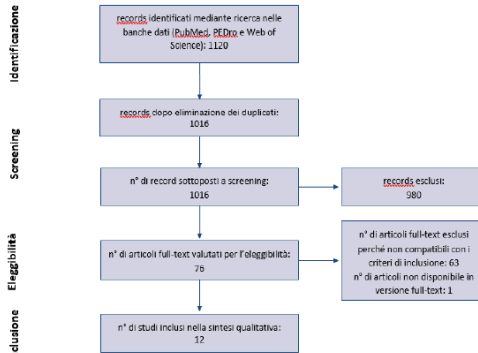 Identificazione
records identificati mediante ricerca nelle
banche dati (PubMed, PEDro e Web of
Science): 1120
records dopo eliminazione dei duplicati:
1016
Screening
n° di record sottoposti a screening:
1016
records esclusi:
980
Eleggibilità
n° di articoli full-text valutati per l'eleggibilità:
76
n° di articoli full-text esclusi
perché non compatibili con i
criteri di inclusione: 63
n° di articoli non disponibile in
versione full-text: 1
clusione
n° di studi inclusi nella sintesi qualitativa:
12